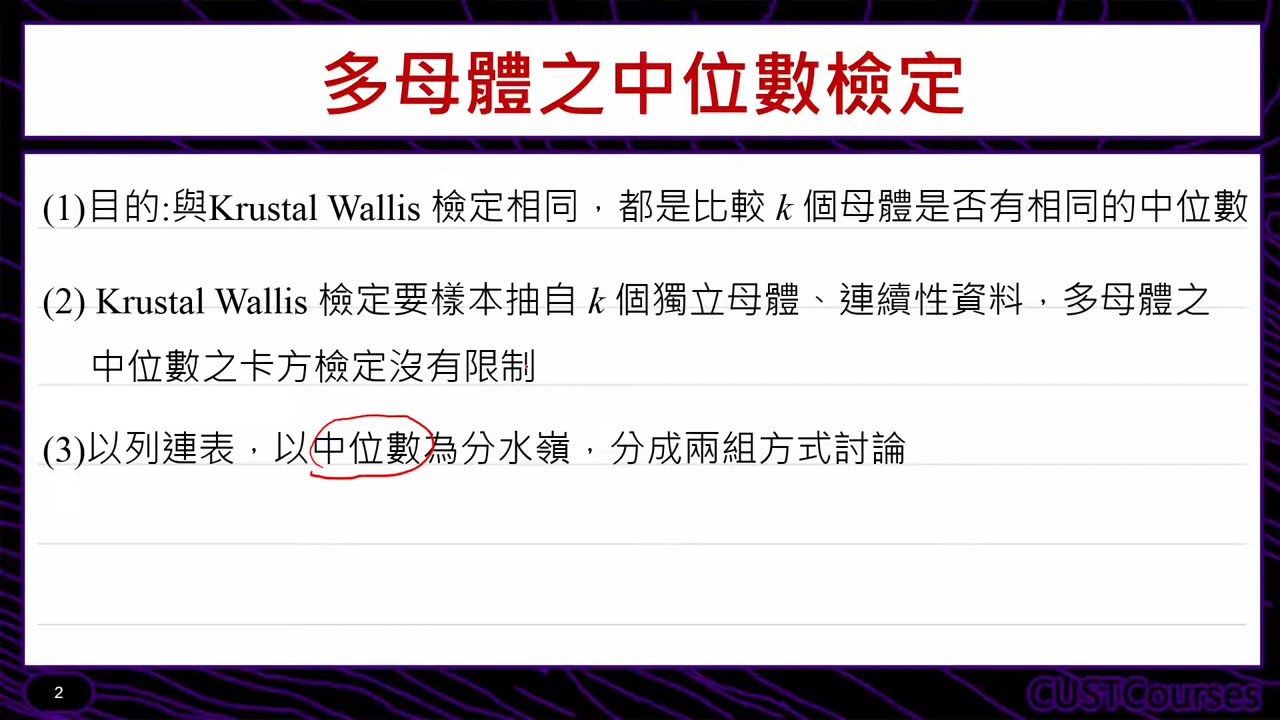 多母體之中位數檢定
(1)目的:與Krustal Wallis 檢定相同，都是比較 k 個母體是否有相同的中位數
(2) Krustal Wallis 檢定要樣本抽自 k 個獨立母體、連續性資料，多母體之
中位數之卡方檢定沒有限制
(3)以列連表，以中位數為分水嶺，分成兩組方式討論
2
CUSTCourses